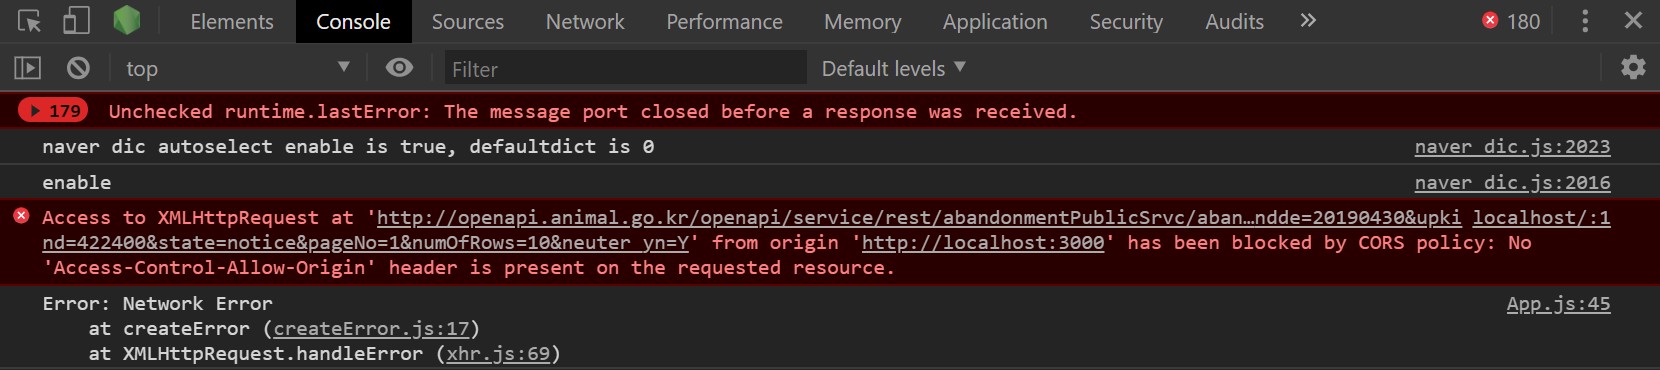 Elements Console Sources Network Performance Memory Application Security Audits » 180
top Filter Default levels
179 Unchecked runtime.lastError: The message port closed before a response was received.
naver dic autoselect enable is true, defaultdict is 0 naver_dic.js:2023
enable naver_dic.js:2016
Access to XMLHttpRequest at 'http://openapi.animal.go.kr/openapi/service/rest/abandonmentPublicSrvc/aban…ndde=20190430&upki localhost/:1
nd=422400&state=notice&pageNo=1&numOfRows=10&neuter_yn=Y' from origin 'http://localhost:3000' has been blocked by CORS policy: No
'Access-Control-Allow-Origin' header is present on the requested resource.
Error: Network Error App.js:45
at createError (createError.js:17)
at XMLHttpRequest.handleError (xhr.js:69)